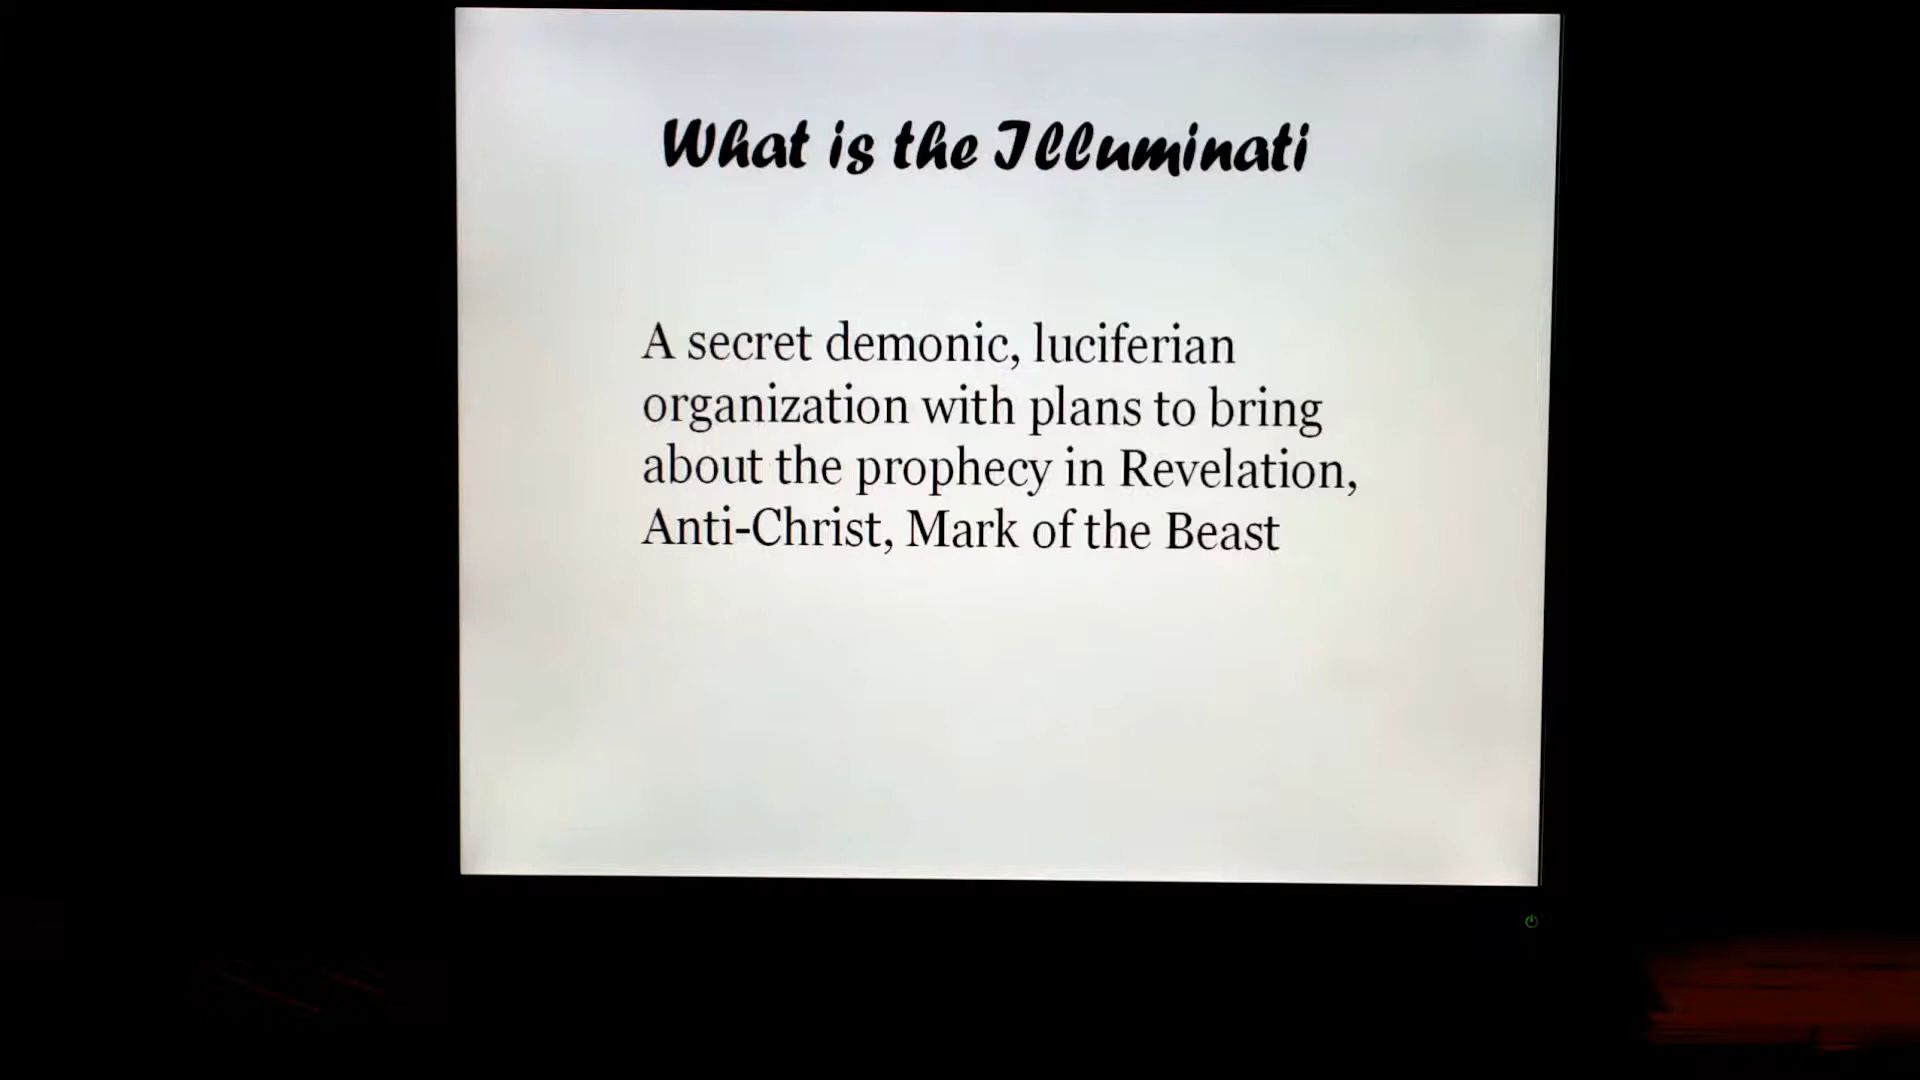 What is the Illuminati
A secret demonic, luciferian
organization with plans to bring
about the prophecy in Revelation,
Anti-Christ, Mark of the Beast